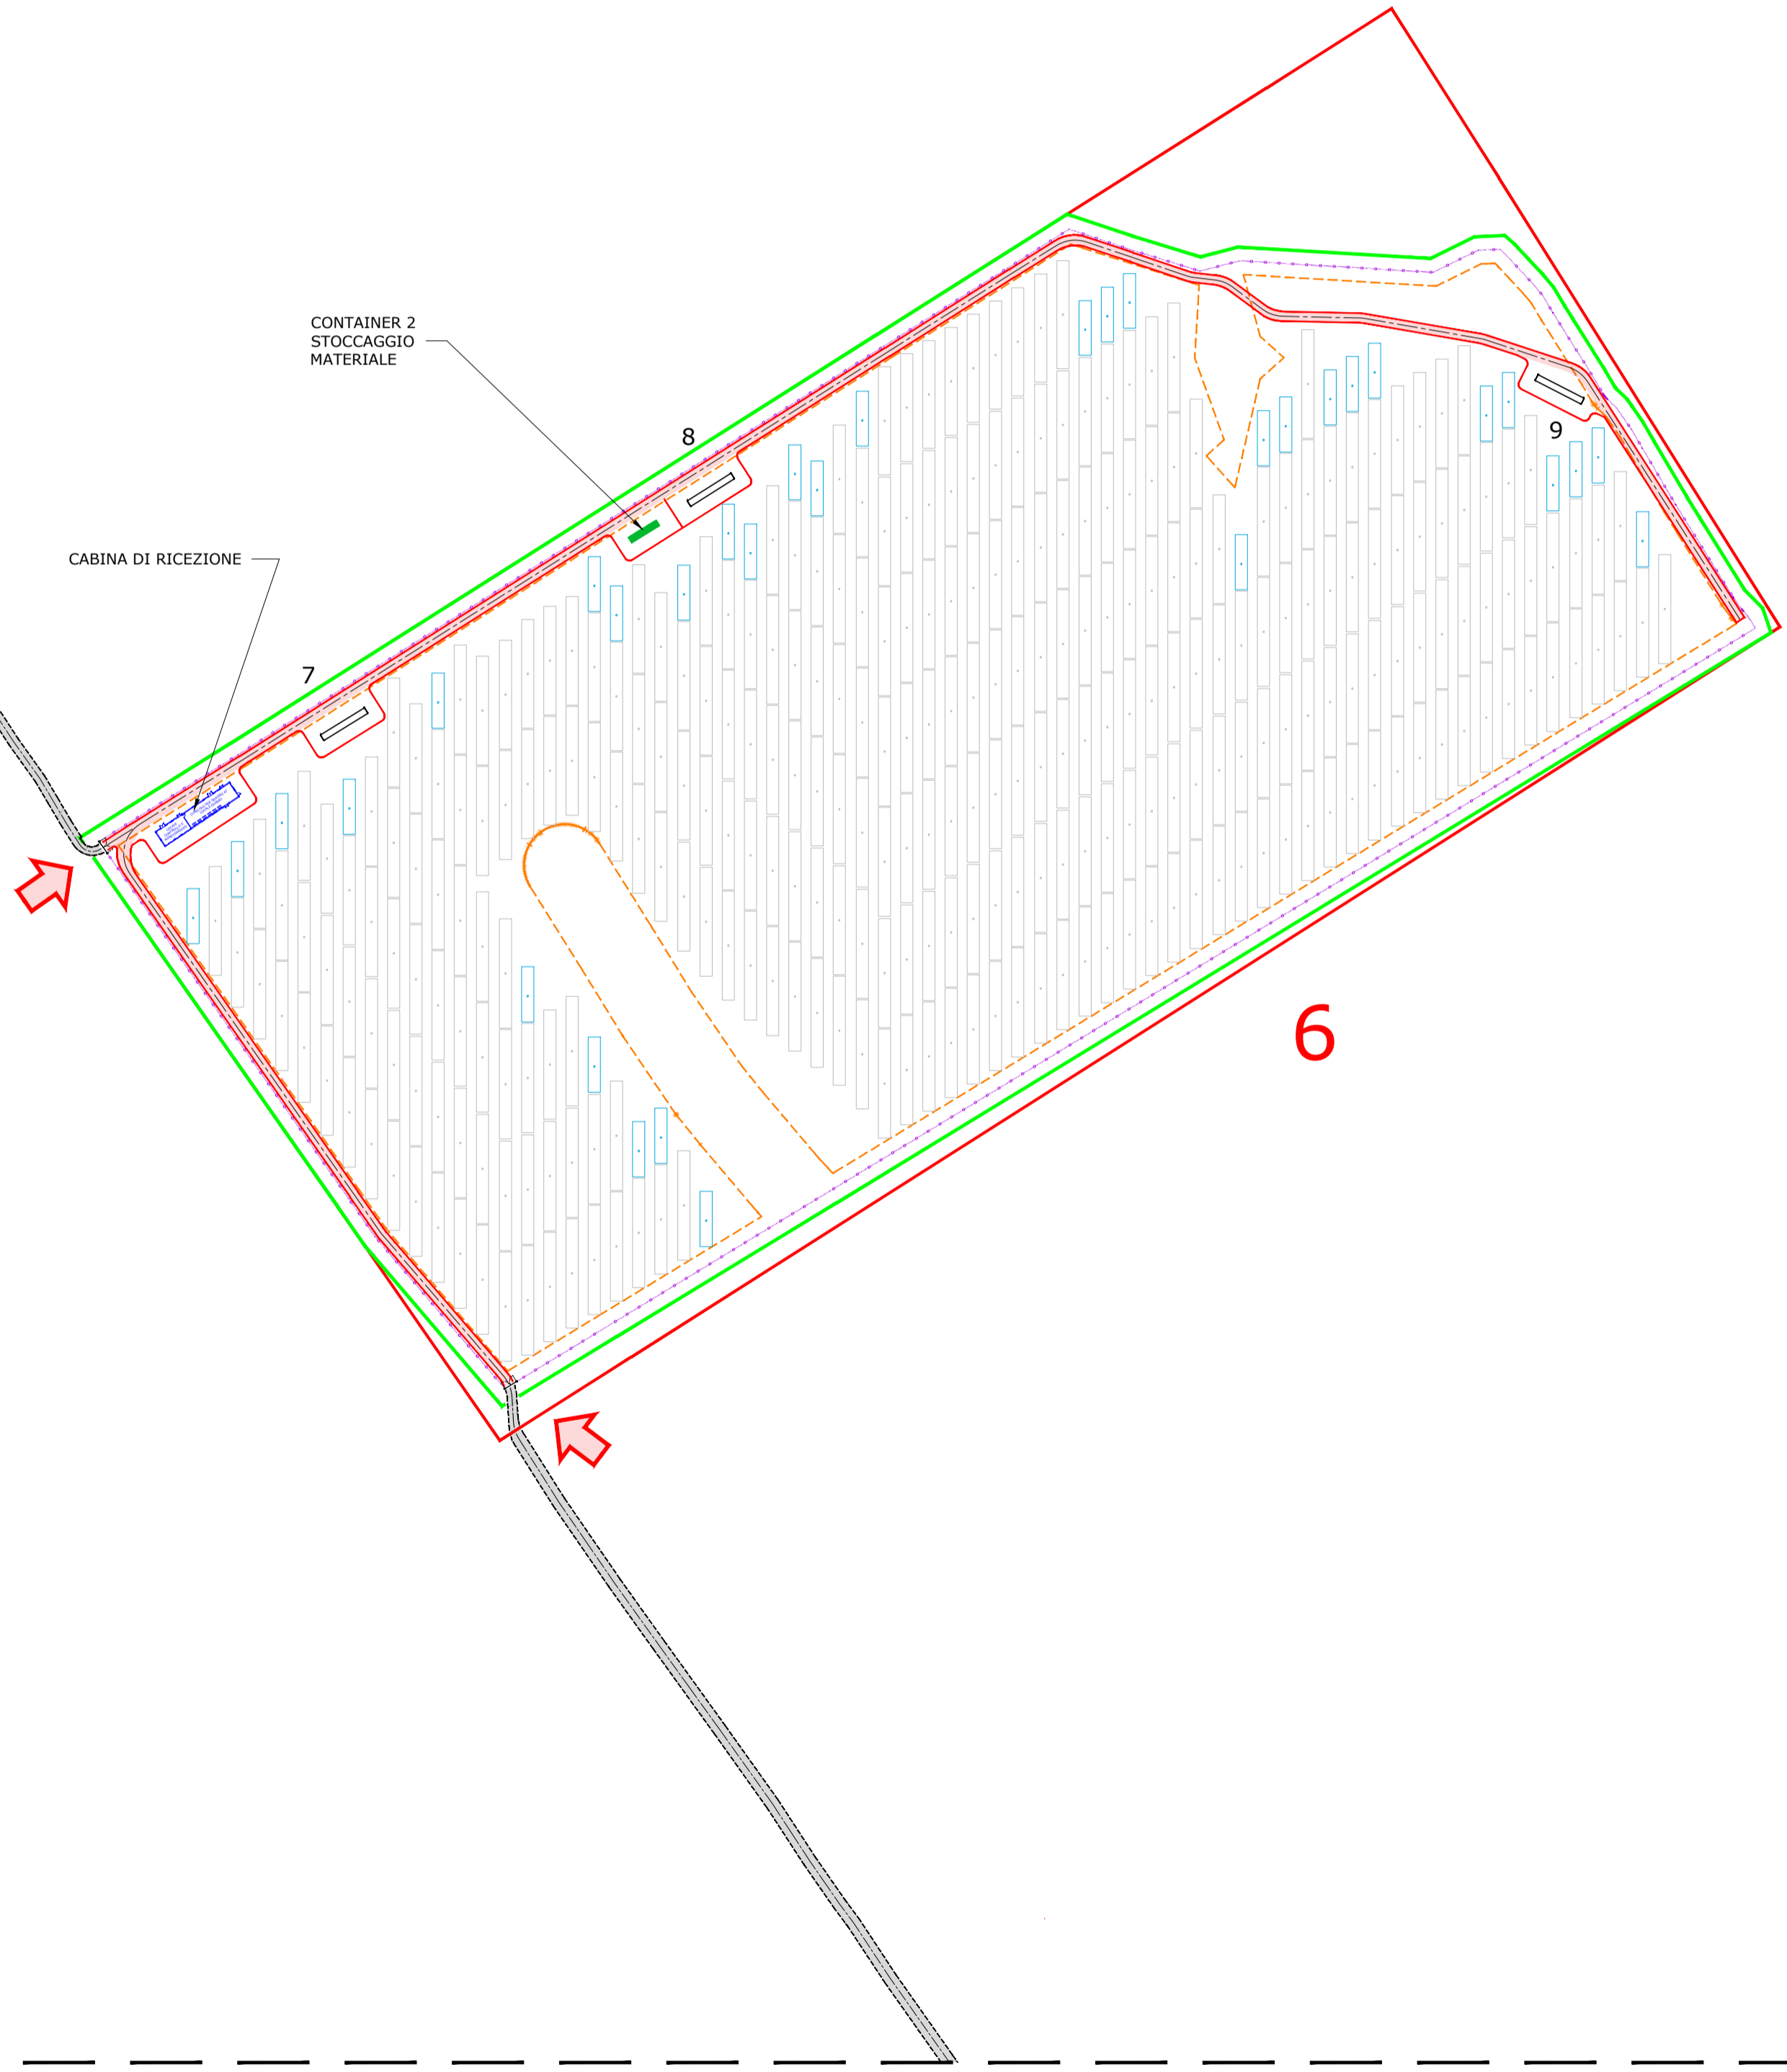 CONTAINER 2
STOCCAGGIO
MATERIALE
8
9
CABINA DI RICEZIONE
7
6